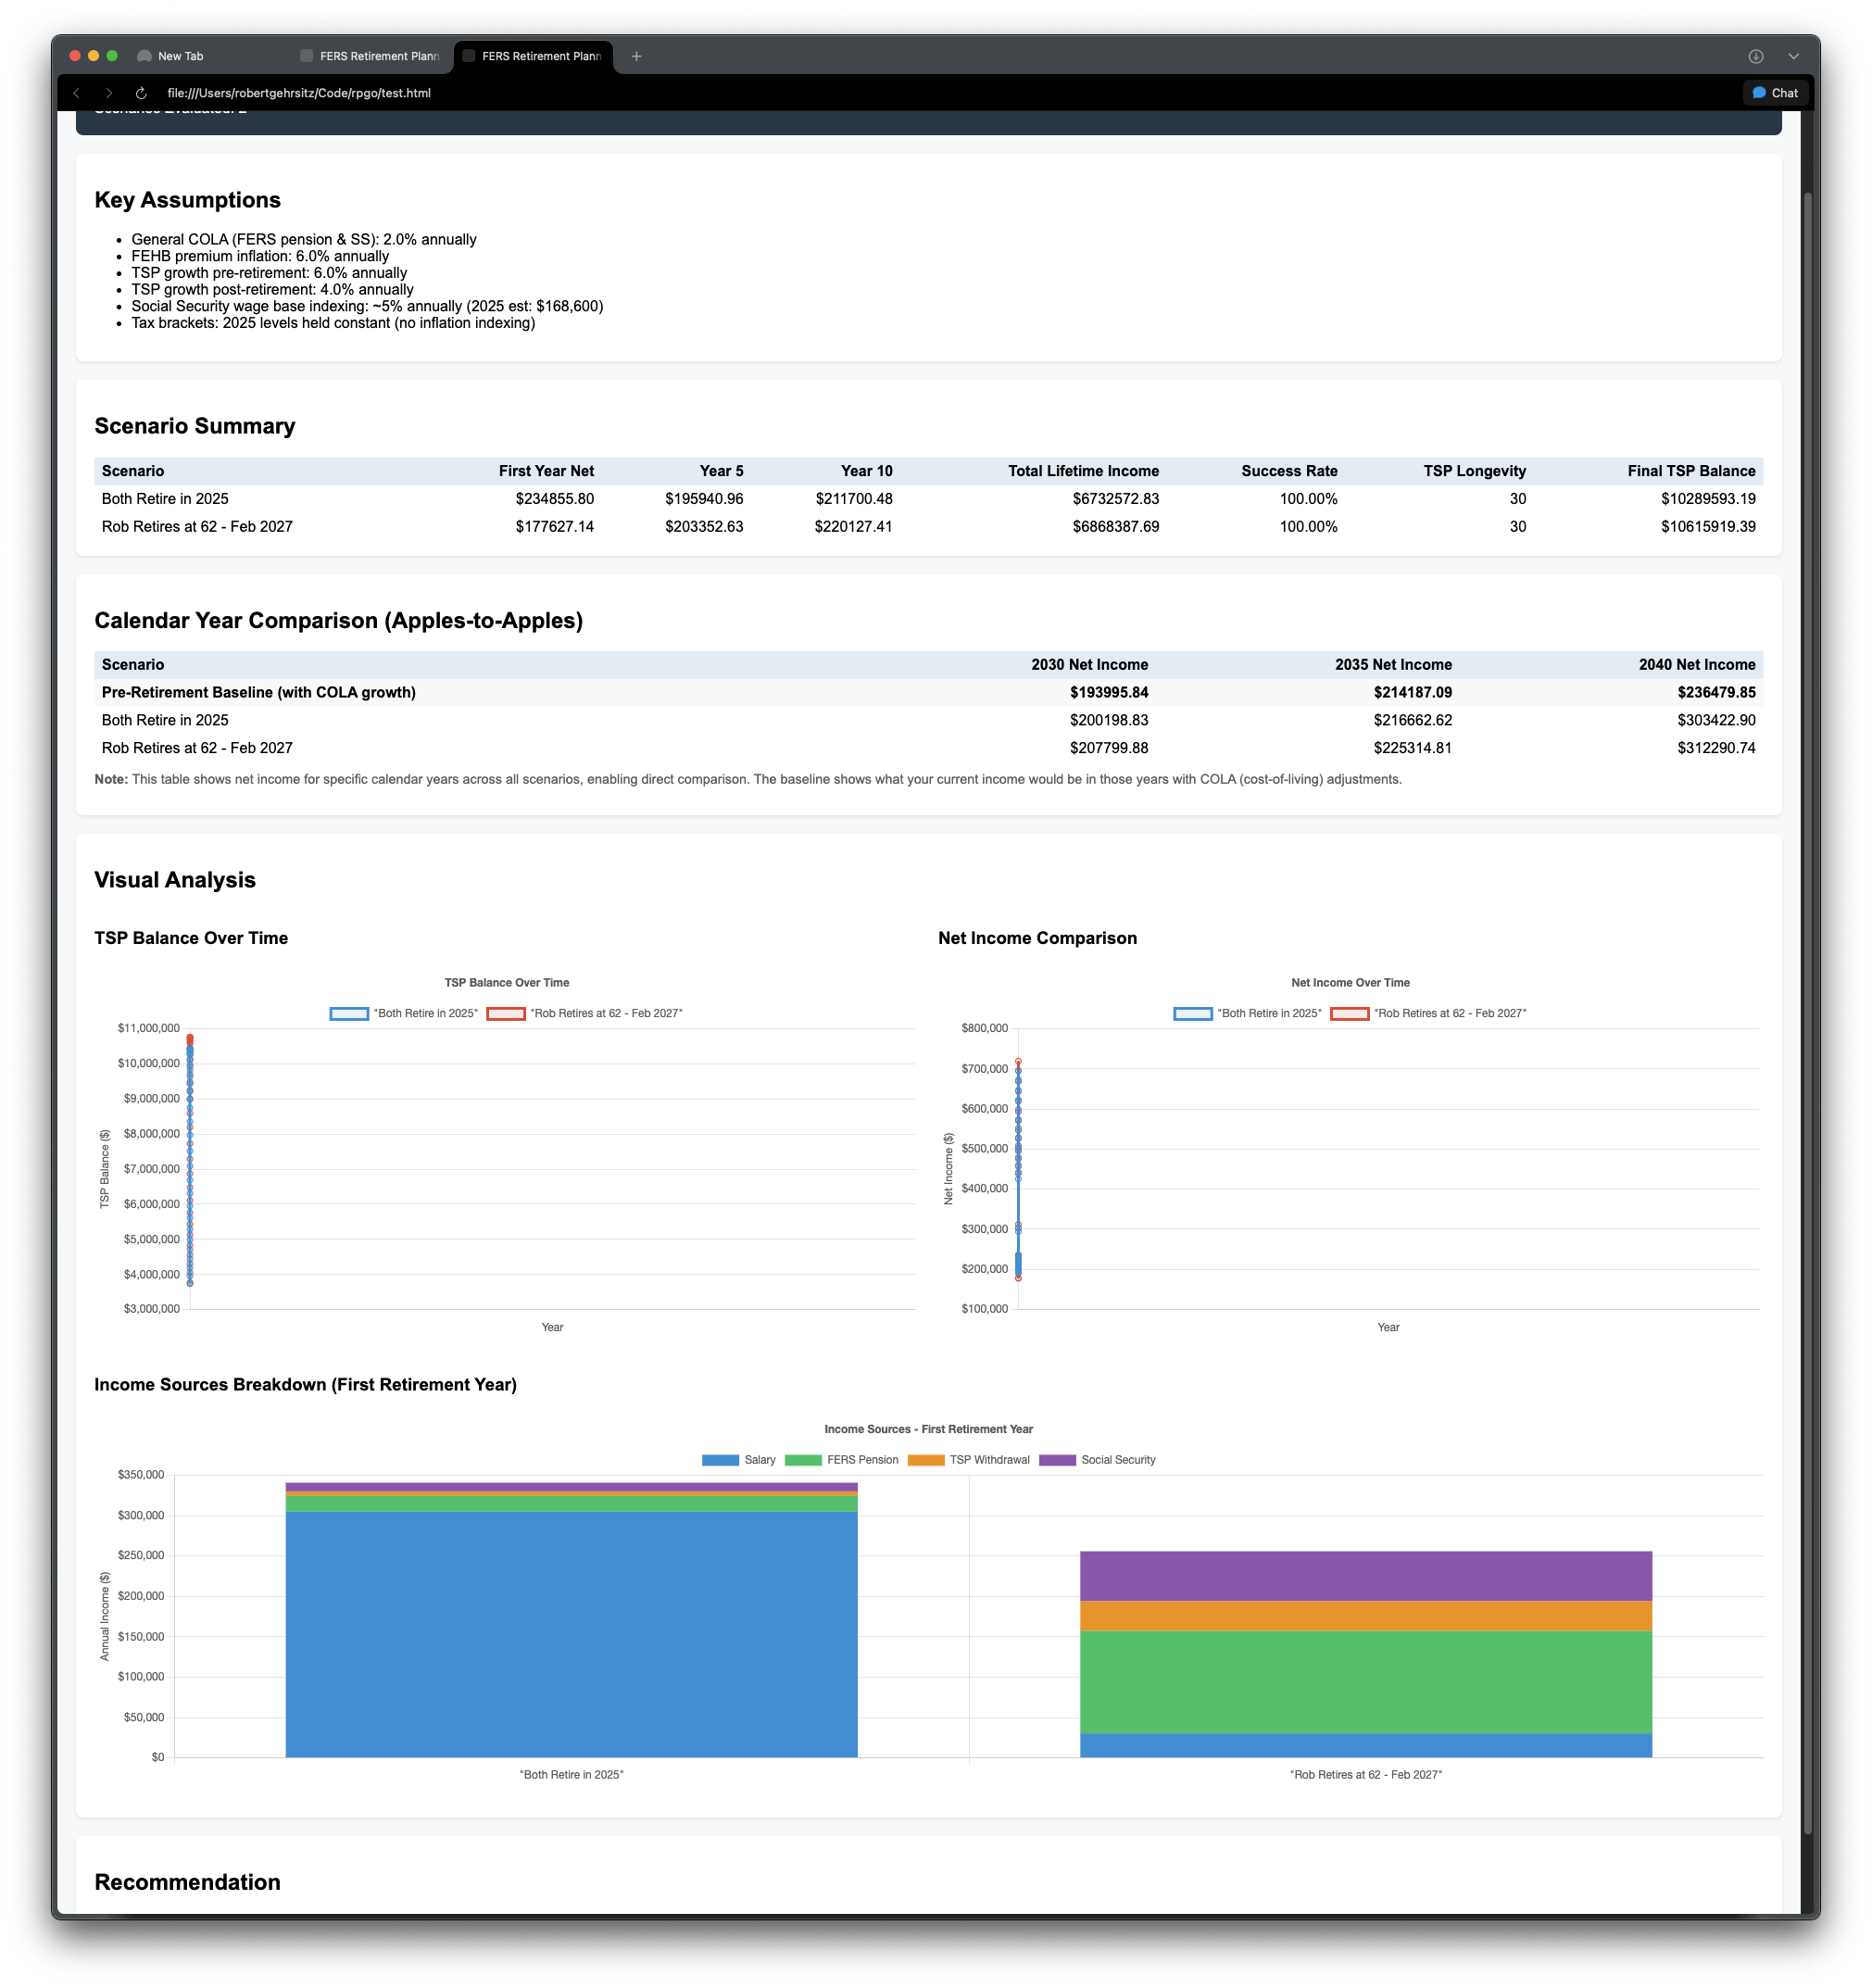 New Tab
FERS Retirement Plann
FERS Retirement Plann
file:///Users/robertgehrsitz/Code/rpgo/test.html
Chat
Key Assumptions
• General COLA (FERS pension & SS): 2.0% annually
• FEHB premium inflation: 6.0% annually
• TSP growth pre-retirement: 6.0% annually
• TSP growth post-retirement: 4.0% annually
• Social Security wage base indexing: ~5% annually (2025 est: $168,600)
• Tax brackets: 2025 levels held constant (no inflation indexing)
Scenario Summary
Scenario First Year Net Year 5 Year 10 Total Lifetime Income Success Rate TSP Longevity Final TSP Balance
Both Retire in 2025 $234855.80 $195940.96 $211700.48 $6732572.83 100.00% 30 $10289593.19
Rob Retires at 62 - Feb 2027 $177627.14 $203352.63 $220127.41 $6868387.69 100.00% 30 $10615919.39
Calendar Year Comparison (Apples-to-Apples)
Scenario 2030 Net Income 2035 Net Income 2040 Net Income
Pre-Retirement Baseline (with COLA growth) $193995.84 $214187.09 $236479.85
Both Retire in 2025 $200198.83 $216662.62 $303422.90
Rob Retires at 62 - Feb 2027 $207799.88 $225314.81 $312290.74
Note: This table shows net income for specific calendar years across all scenarios, enabling direct comparison. The baseline shows what your current income would be in those years with COLA (cost-of-living) adjustments.
Visual Analysis
TSP Balance Over Time
TSP Balance Over Time
"Both Retire in 2025" "Rob Retires at 62 - Feb 2027"
TSP Balance ($)
$11,000,000
$10,000,000
$9,000,000
$8,000,000
$7,000,000
$6,000,000
$5,000,000
$4,000,000
$3,000,000
Year
Net Income Comparison
Net Income Over Time
"Both Retire in 2025" "Rob Retires at 62 - Feb 2027"
Net Income ($)
$800,000
$700,000
$600,000
$500,000
$400,000
$300,000
$200,000
$100,000
Year
Income Sources Breakdown (First Retirement Year)
Income Sources - First Retirement Year
Salary FERS Pension TSP Withdrawal Social Security
Annual Income ($)
$350,000
$300,000
$250,000
$200,000
$150,000
$100,000
$50,000
$0
"Both Retire in 2025" "Rob Retires at 62 - Feb 2027"
Recommendation